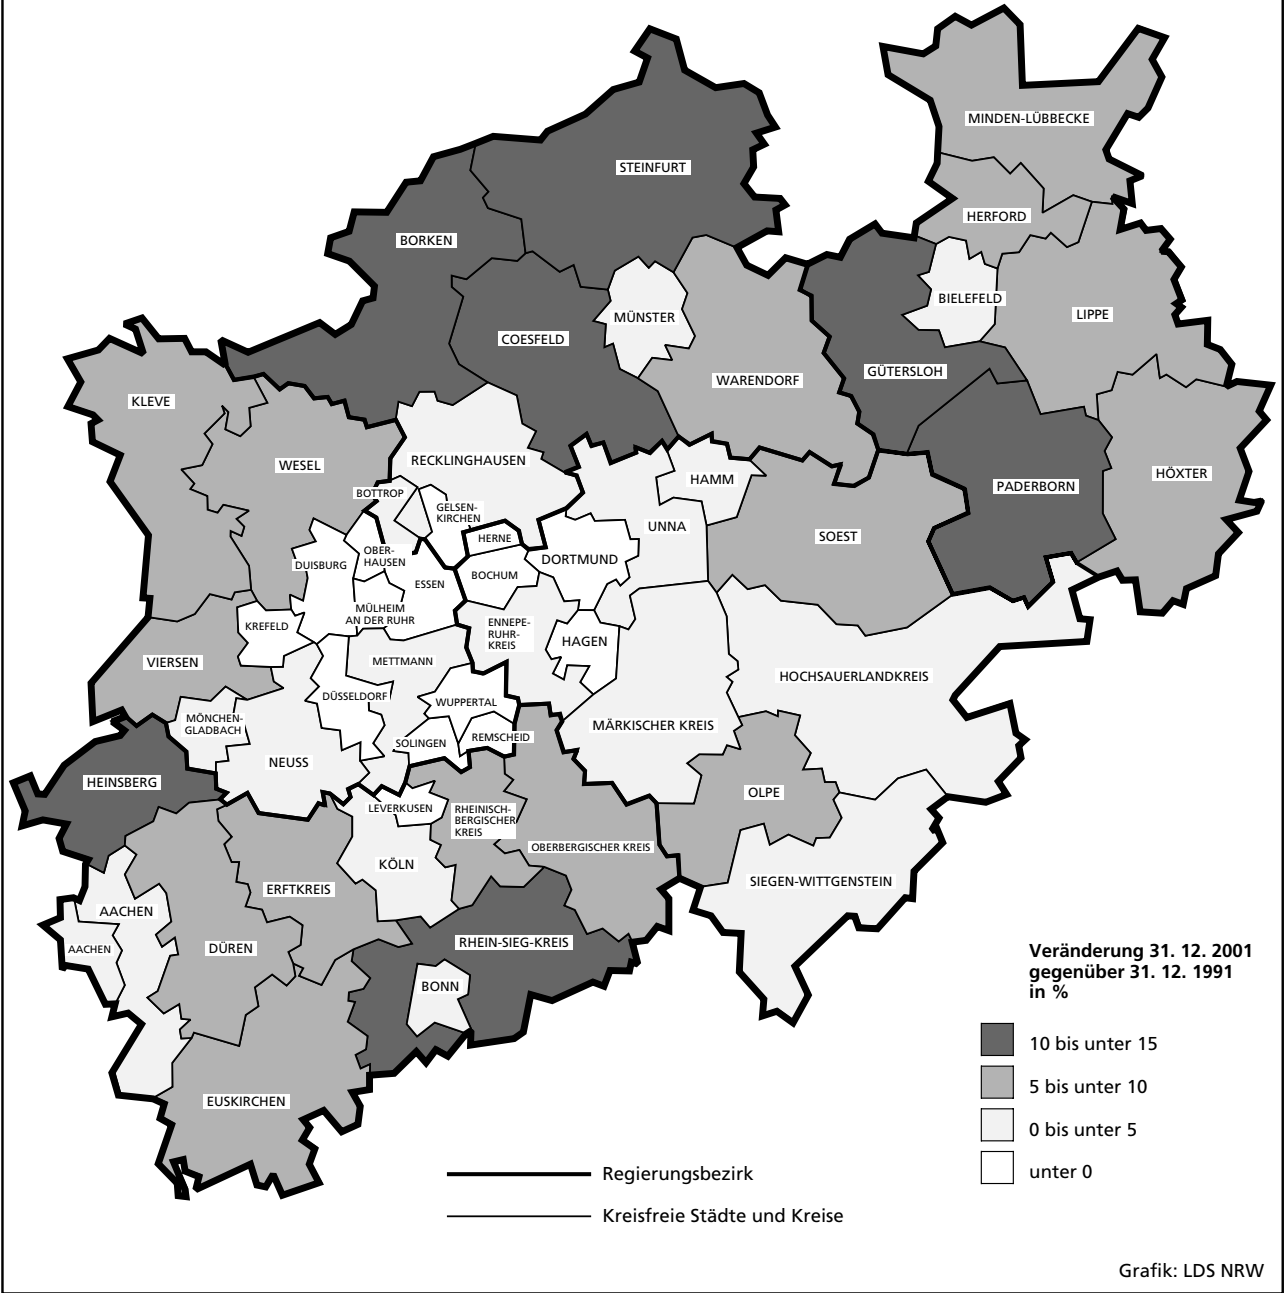 MINDEN-LÜBBECKE
STEINFURT
HERFORD
BORKEN
BIELEFELD
LIPPE
MÜNSTER
COESFELD
GÜTERSLOH
WARENDORF
KLEVE
RECKLINGHAUSEN
WESEL
HÖXTER
HAMM
PADERBORN
BOTTROP
GELSEN-
KIRCHEN
UNNA
SOEST
HERNE
OBER-
HAUSEN
DORTMUND
DUISBURG
BOCHUM
ESSEN
MÜLHEIM
AN DER RUHR
KREFELD
ENNEPE-
RUHR-
KREIS
HAGEN
VIERSEN
METTMANN
HOCHSAUERLANDKREIS
DÜSSELDORF
WUPPERTAL
MÖNCHEN-
GLADBACH
MÄRKISCHER KREIS
REMSCHEID
SOLINGEN
NEUSS
HEINSBERG
OLPE
LEVERKUSEN
RHEINISCH-
BERGISCHER
KREIS
OBERBERGISCHER KREIS
KÖLN
SIEGEN-WITTGENSTEIN
ERFTKREIS
AACHEN
RHEIN-SIEG-KREIS
AACHEN
DÜREN
BONN
EUSKIRCHEN
Veränderung 31. 12. 2001
gegenüber 31. 12. 1991
in %
10 bis unter 15
5 bis unter 10
0 bis unter 5
unter 0
Regierungsbezirk
Kreisfreie Städte und Kreise
Grafik: LDS NRW